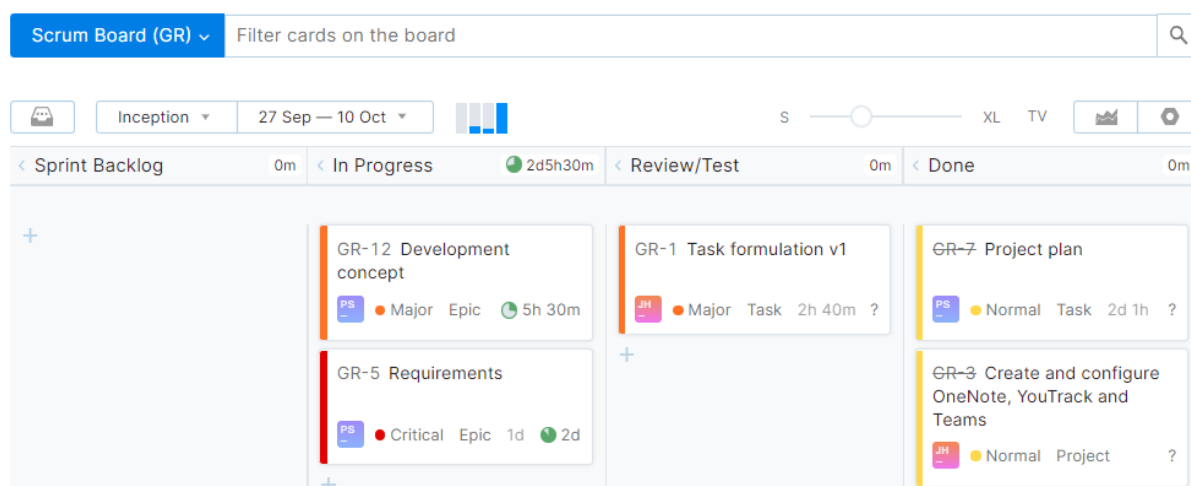 Scrum Board (GR)
Filter cards on the board
Inception
27 Sep — 10 Oct
S
XL
TV
Sprint Backlog 0m
In Progress 2d5h30m
Review/Test 0m
Done 0m
+
GR-12 Development
concept
PS
Major Epic 5h 30m
GR-5 Requirements
PS
Critical Epic 1d 2d
+
GR-1 Task formulation v1
JH
Major Task 2h 40m ?
+
GR-7 Project plan
PS
Normal Task 2d 1h ?
GR-3 Create and configure
OneNote, YouTrack and
Teams
JH
Normal Project ?